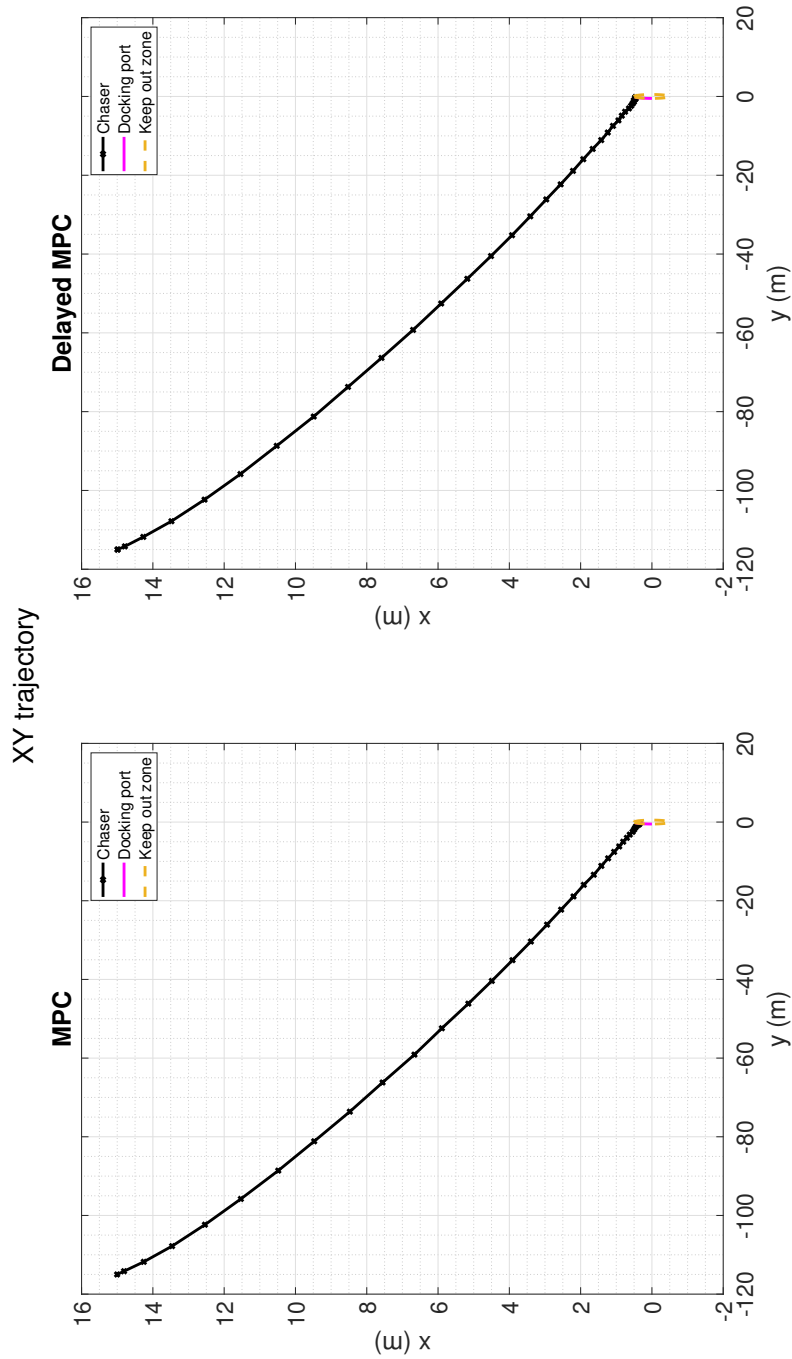 XY trajectory
MPC
Chaser
Docking port
Keep out zone
16
14
12
10
8
6
4
2
0
-2
x (m)
-120
-100
-80
-60
-40
-20
0
20
y (m)
Delayed MPC
Chaser
Docking port
Keep out zone
16
14
12
10
8
6
4
2
0
-2
x (m)
-120
-100
-80
-60
-40
-20
0
20
y (m)